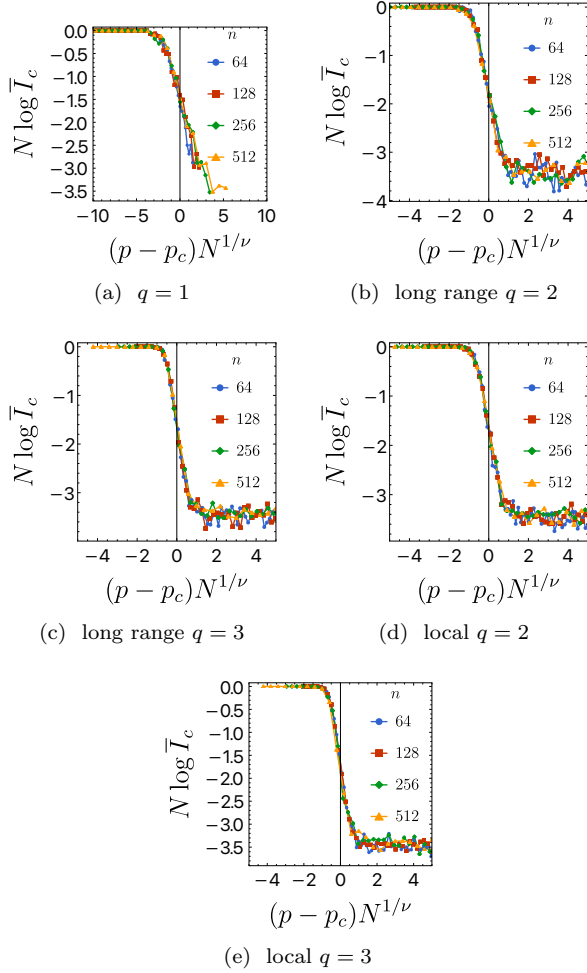 0.0
−0.5
−1.0
−1.5
−2.0
−2.5
−3.0
−3.5
N log I̅_c
n
64
128
256
512
−10 −5 0 5 10
(p − p_c)N^{1/ν}
(a) q = 1
0
−1
−2
−3
−4
N log I̅_c
n
64
128
256
512
−4 −2 0 2 4
(p − p_c)N^{1/ν}
(b) long range q = 2
0
−1
−2
−3
N log I̅_c
n
64
128
256
512
−4 −2 0 2 4
(p − p_c)N^{1/ν}
(c) long range q = 3
0
−1
−2
−3
N log I̅_c
n
64
128
256
512
−4 −2 0 2 4
(p − p_c)N^{1/ν}
(d) local q = 2
0.0
−0.5
−1.0
−1.5
−2.0
−2.5
−3.0
−3.5
N log I̅_c
n
64
128
256
512
−4 −2 0 2 4
(p − p_c)N^{1/ν}
(e) local q = 3